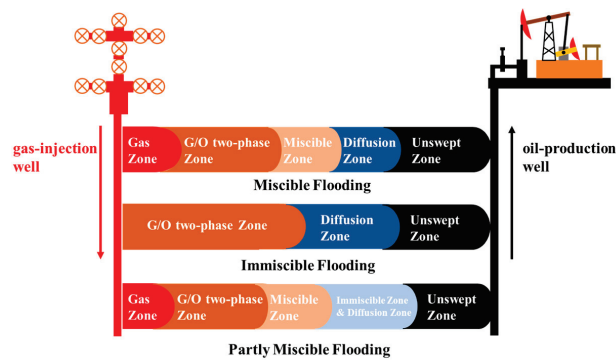 gas-injection
well
Gas
Zone
G/O two-phase
Zone
Miscible
Zone
Diffusion
Zone
Unswept
Zone
Miscible Flooding
oil-production
well
G/O two-phase Zone
Diffusion
Zone
Unswept
Zone
Immiscible Flooding
Gas
Zone
G/O two-phase
Zone
Miscible
Zone
Immiscible Zone
& Diffusion Zone
Unswept
Zone
Partly Miscible Flooding